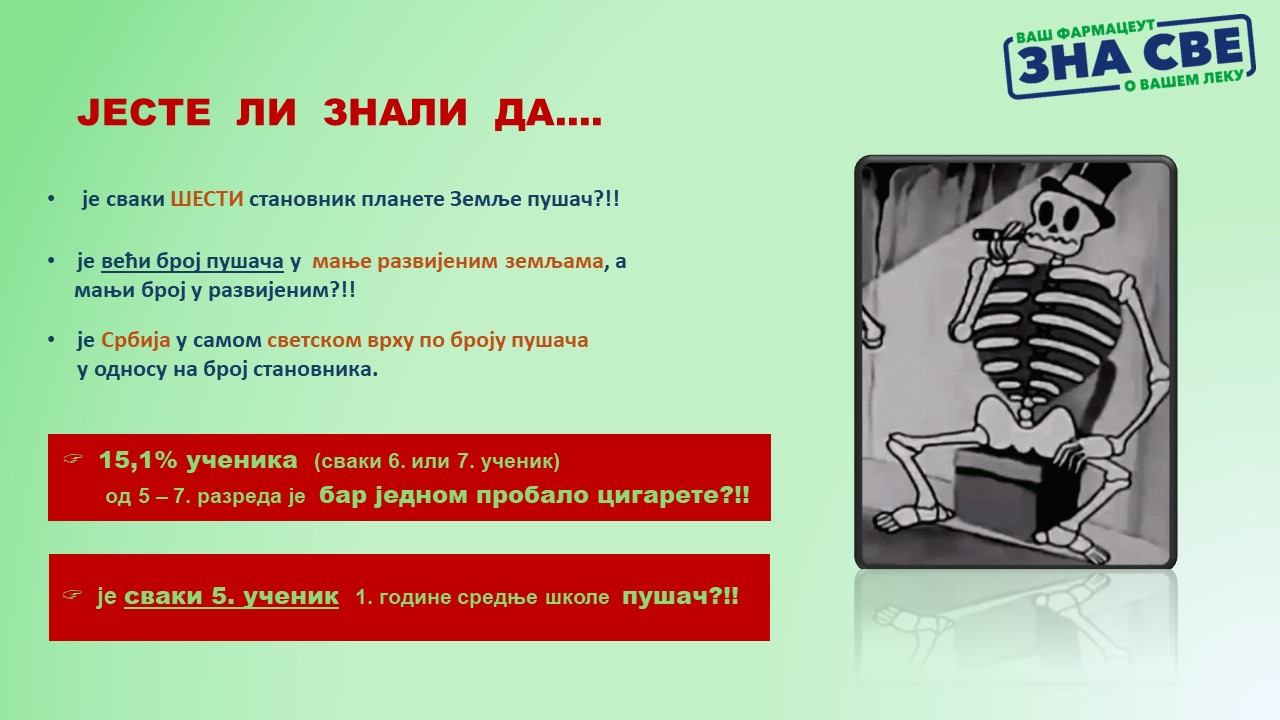 ВАШ ФАРМАЦЕУТ
ЗНА СВЕ
О ВАШЕМ ЛЕКУ
ЈЕСТЕ ЛИ ЗНАЛИ ДА....
• је сваки ШЕСТИ становник планете Земље пушач?!!
• је већи број пушача у мање развијеним земљама, а
мањи број у развијеним?!!
• је Србија у самом светском врху по броју пушача
у односу на број становника.
☞ 15,1% ученика (сваки 6. или 7. ученик)
од 5 – 7. разреда је бар једном пробало цигарете?!!
☞ је сваки 5. ученик 1. године средње школе пушач?!!